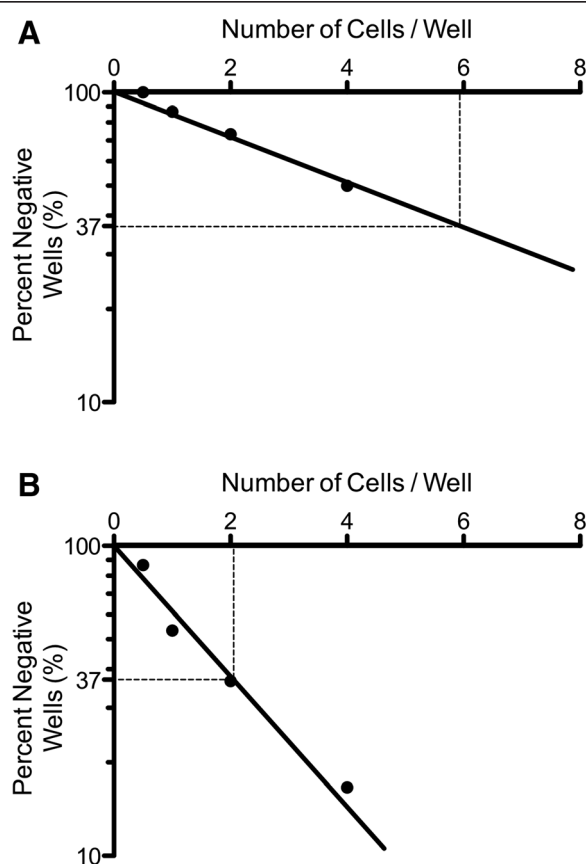 A
Number of Cells / Well
0 2 4 6 8
100
37
10
Percent Negative
Wells (%)
B
Number of Cells / Well
0 2 4 6 8
100
37
10
Percent Negative
Wells (%)